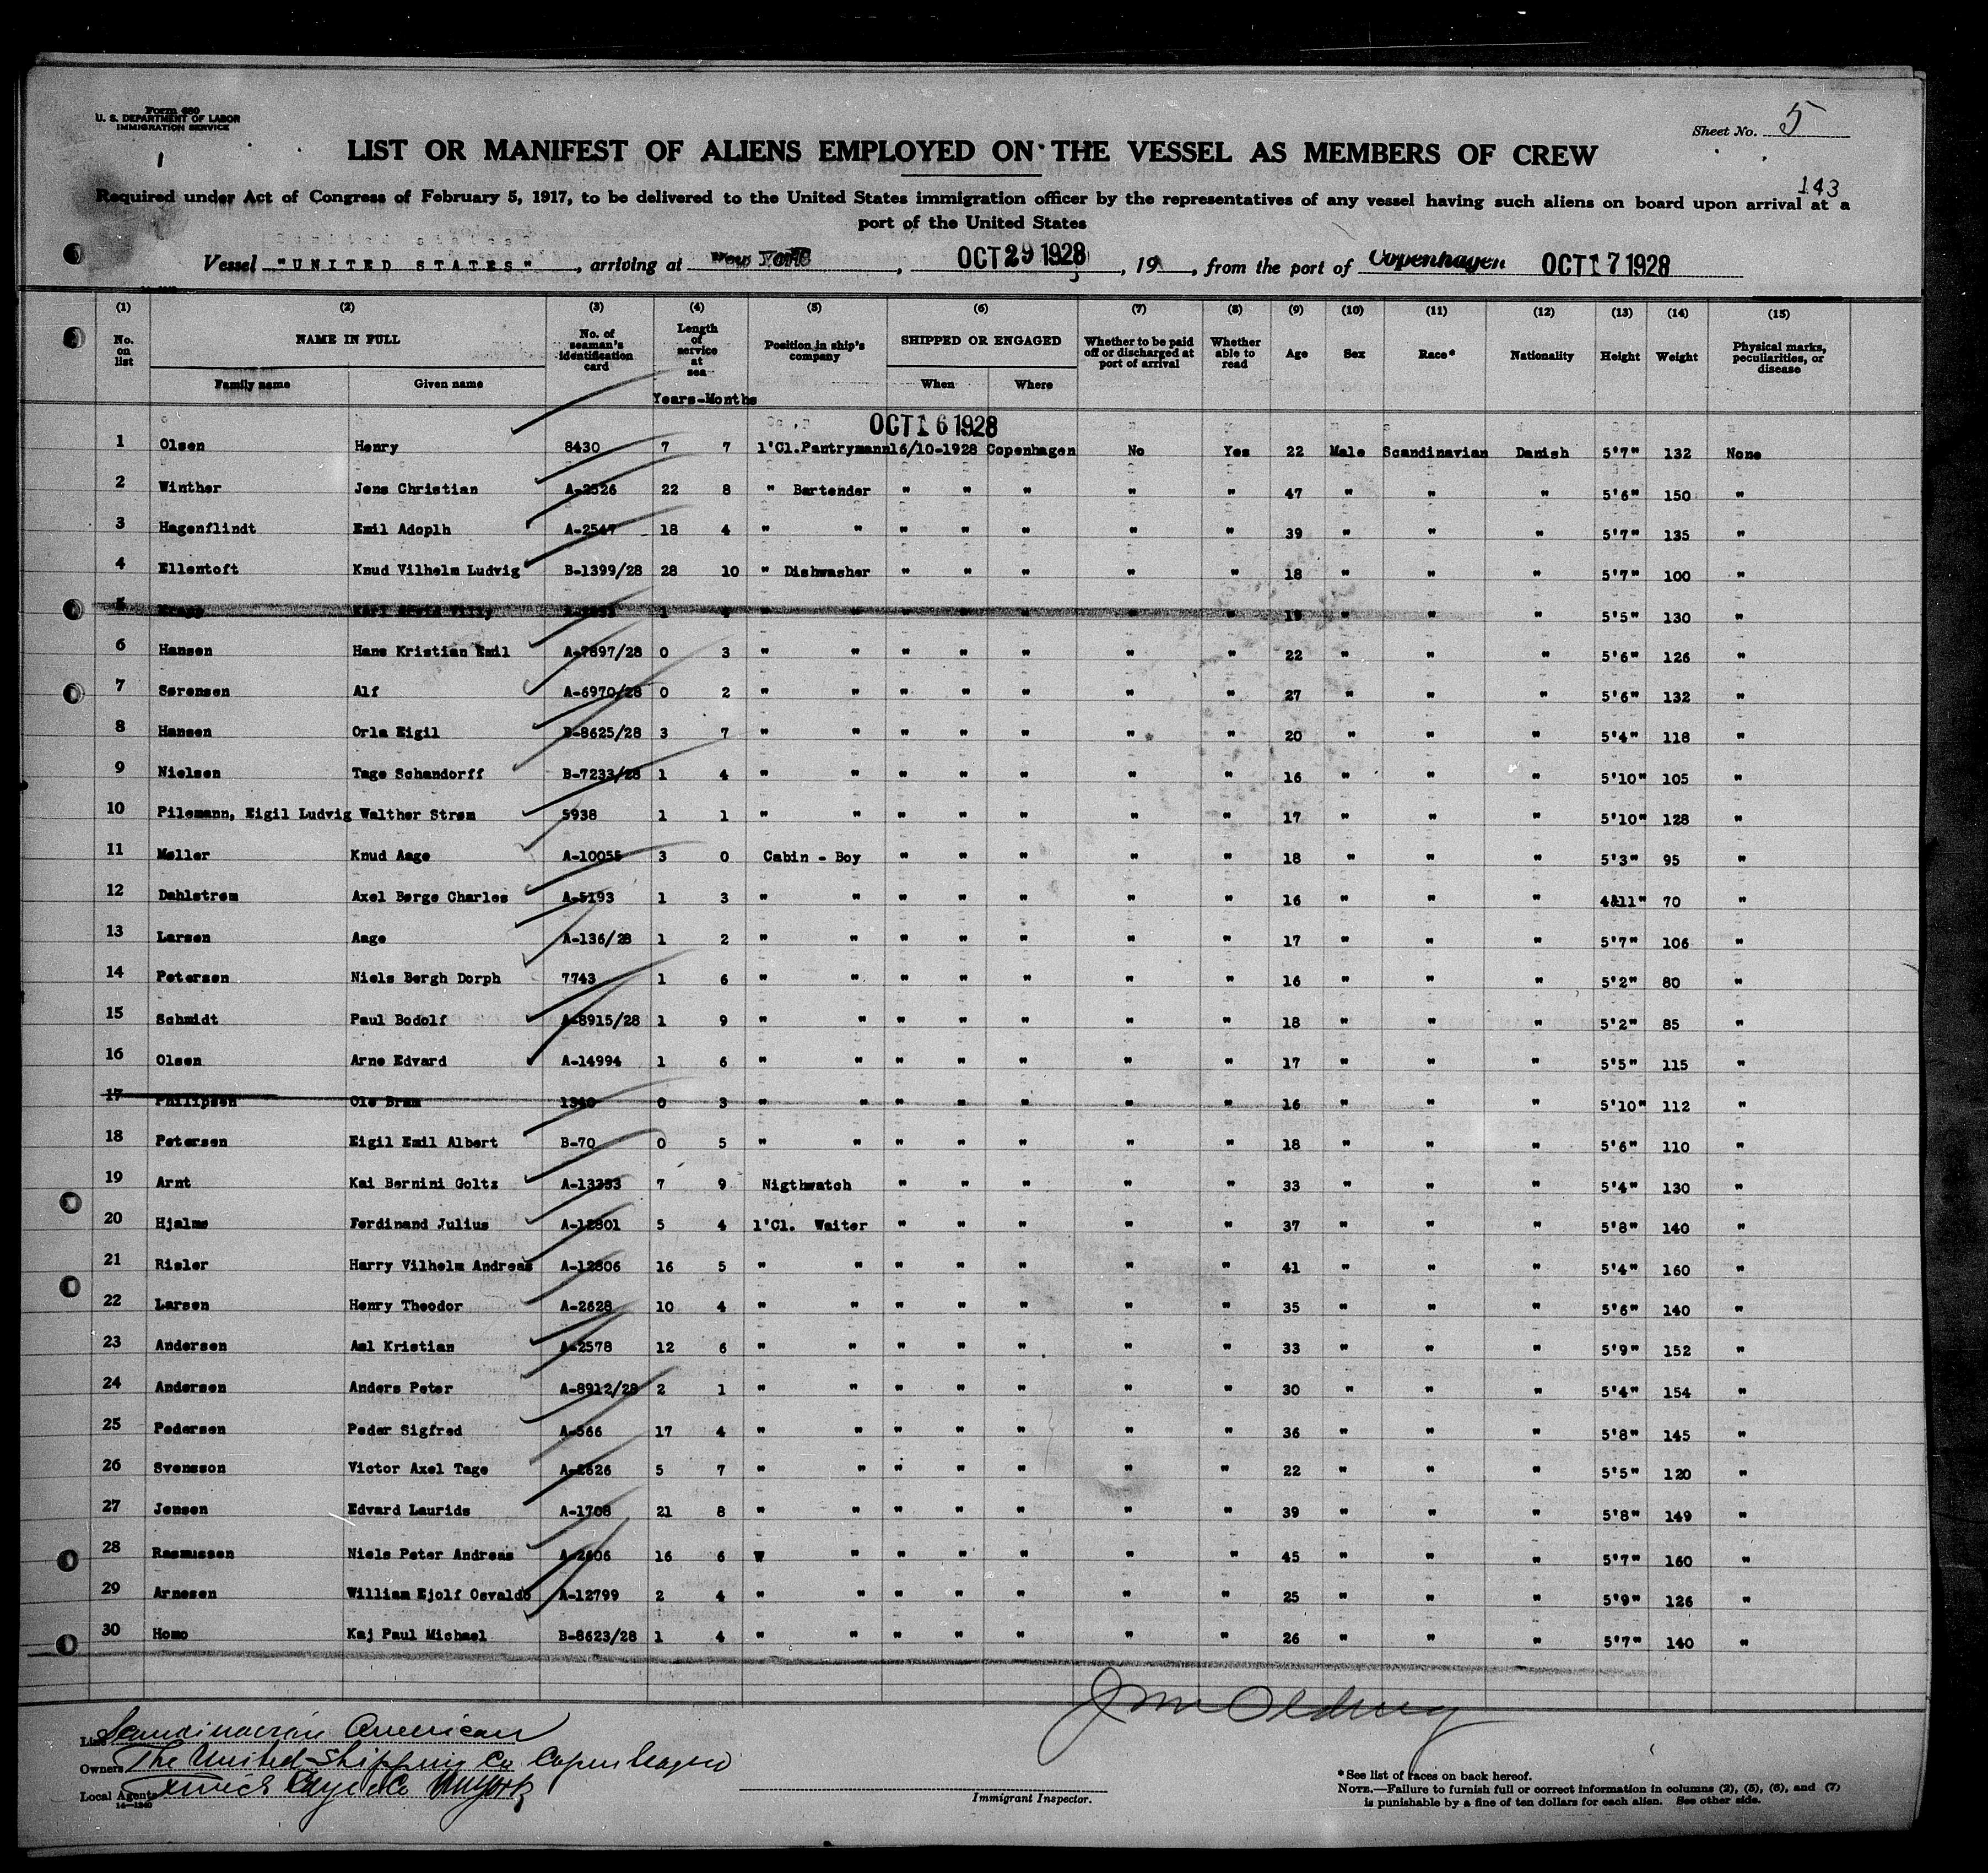 Form 680
U. S. DEPARTMENT OF LABOR
IMMIGRATION SERVICE
Sheet No. 5
LIST OR MANIFEST OF ALIENS EMPLOYED ON THE VESSEL AS MEMBERS OF CREW
143
Required under Act of Congress of February 5, 1917, to be delivered to the United States immigration officer by the representatives of any vessel having such aliens on board upon arrival at a
port of the United States
Vessel "UNITED STATES", arriving at New York, OCT 29 1928, 19, from the port of Copenhagen OCT 17 1928
(1) (2) (3) (4) (5) (6) (7) (8) (9) (10) (11) (12) (13) (14) (15)
No. on list NAME IN FULL Family name Given name No. of seaman's identification card Length of service at sea Position in ship's company SHIPPED OR ENGAGED When Where Whether to be paid off or discharged at port of arrival Whether able to read Age Sex Race* Nationality Height Weight Physical marks, peculiarities, or disease
Years-Months
OCT 16 1928
1 Olsen Henry 8430 7 7 1'Cl.Pantrymann 16/10-1928 Copenhagen No Yes 22 Male Scandinavian Danish 5'7" 132 None
2 Winther Jens Christian A-2526 22 8 " Bartender " " " " " 47 " " " 5'6" 150 "
3 Hagenflindt Emil Adoplh A-2547 18 4 " " " " " " " 39 " " " 5'7" 135 "
4 Ellentoft Knud Vilhelm Ludvig B-1399/28 28 10 " Dishwasher " " " " " 18 " " " 5'7" 100 "
5 Karl Willy 1 " " " " " " " 19 " " " 5'5" 130 "
6 Hansen Hans Kristian Emil A-7897/28 0 3 " " " " " " " 22 " " " 5'6" 126 "
7 Sørensen Alf A-6970/28 0 2 " " " " " " " 27 " " " 5'6" 132 "
8 Hansen Orla Eigil B-8625/28 3 7 " " " " " " " 20 " " " 5'4" 118 "
9 Nielsen Tage Schandorff B-7233/28 1 4 " " " " " " " 16 " " " 5'10" 105 "
10 Pilemann, Eigil Ludvig Walther Strøm 5938 1 1 " " " " " " " 17 " " " 5'10" 128 "
11 Møller Knud Aage A-10055 3 0 Cabin - Boy " " " " " 18 " " " 5'3" 95 "
12 Dahlstrøm Axel Børge Charles A-5193 1 3 " " " " " " " 16 " " " 4'11" 70 "
13 Larsen Aage A-136/28 1 2 " " " " " " " 17 " " " 5'7" 106 "
14 Petersen Niels Bergh Dorph 7743 1 6 " " " " " " " 16 " " " 5'2" 80 "
15 Schmidt Paul Bodolf A-8915/28 1 9 " " " " " " " 18 " " " 5'2" 85 "
16 Olsen Arne Edvard A-14994 1 6 " " " " " " " 17 " " " 5'5" 115 "
17 Philipsen Ole Bram 1340 0 3 " " " " " " " 16 " " " 5'10" 112 "
18 Petersen Eigil Emil Albert B-70 0 5 " " " " " " " 18 " " " 5'6" 110 "
19 Arnt Kai Bernini Goltz A-13353 7 9 Nigthwatch " " " " " 33 " " " 5'4" 130 "
20 Hjalmø Ferdinand Julius A-12801 5 4 1'Cl. Waiter " " " " " 37 " " " 5'8" 140 "
21 Risler Harry Vilhelm Andreas A-12806 16 5 " " " " " " " 41 " " " 5'4" 160 "
22 Larsen Henry Theodor A-2628 10 4 " " " " " " " 35 " " " 5'6" 140 "
23 Andersen Aal Kristian A-2578 12 6 " " " " " " " 33 " " " 5'9" 152 "
24 Andersen Anders Peter A-8912/28 2 1 " " " " " " " 30 " " " 5'4" 154 "
25 Pedersen Peder Sigfred A-566 17 4 " " " " " " " 36 " " " 5'8" 145 "
26 Svensson Victor Axel Tage A-2626 5 7 " " " " " " " 22 " " " 5'5" 120 "
27 Jensen Edvard Laurids A-1708 21 8 " " " " " " " 39 " " " 5'8" 149 "
28 Rasmussen Niels Peter Andreas A-2606 16 6 " " " " " " " 45 " " " 5'7" 160 "
29 Arnesen William Ejolf Osvaldo A-12799 2 4 " " " " " " " 25 " " " 5'9" 126 "
30 Homo Kaj Paul Michael B-8623/28 1 4 " " " " " " " 26 " " " 5'7" 140 "
Line Scandinavian American
Owners The United Shipping Co Copenhagen
Local Agents Co
14-1240
Immigrant Inspector.
*See list of races on back hereof.
NOTE.—Failure to furnish full or correct information in columns (2), (5), (6), and (7)
is punishable by a fine of ten dollars for each alien. See other side.